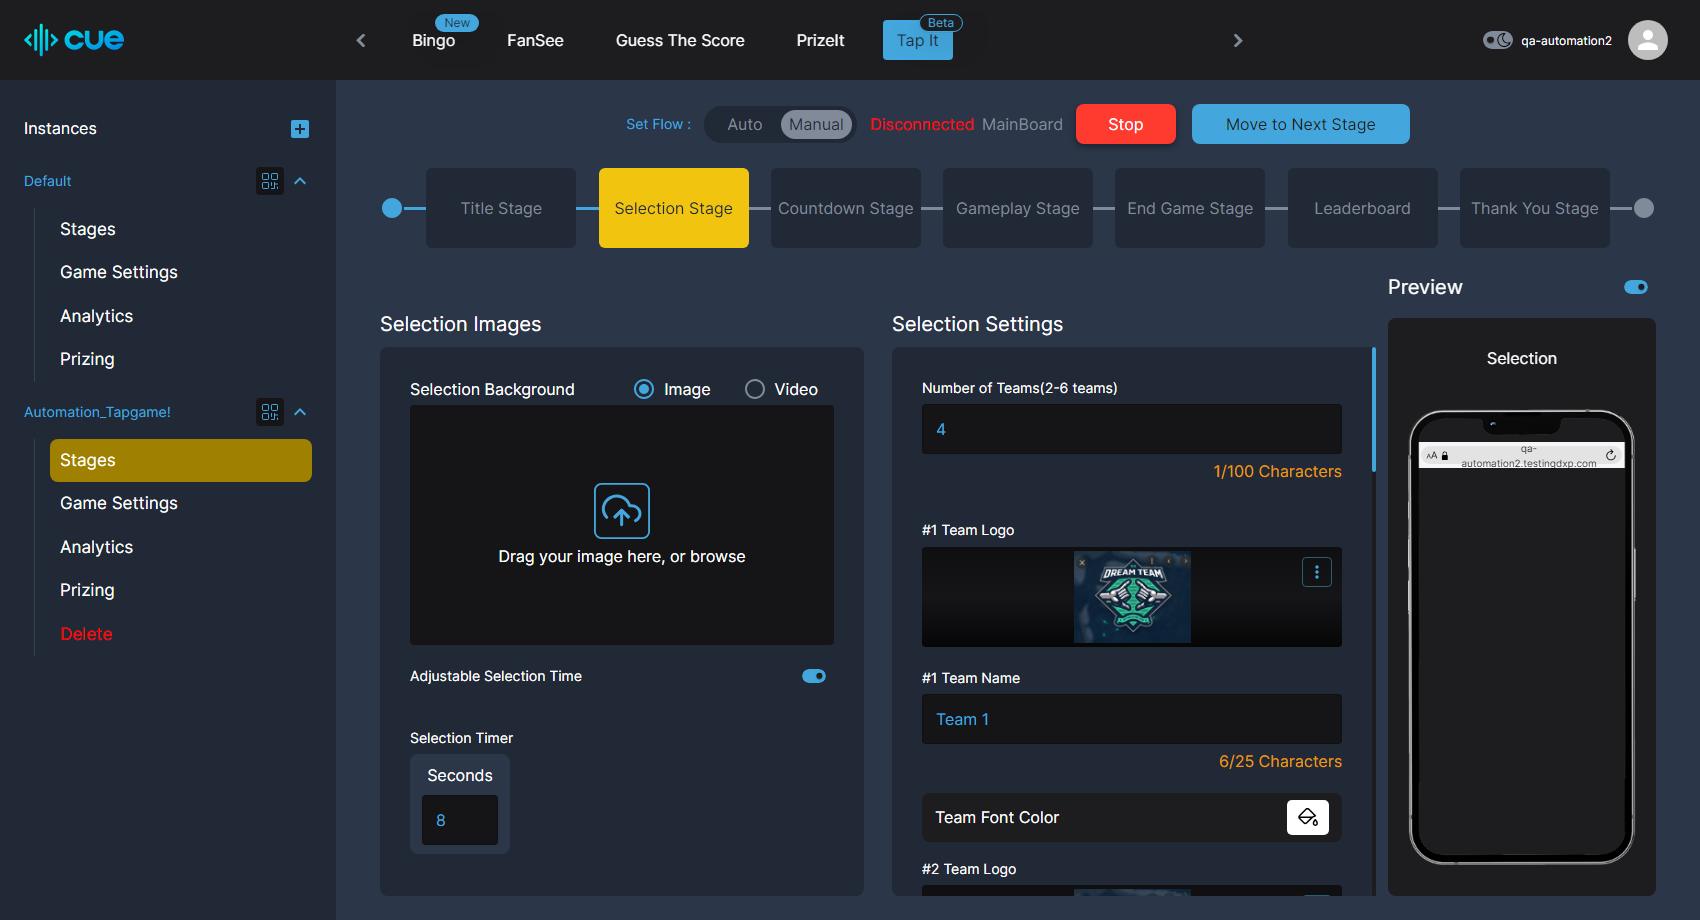 cue
New
Bingo
FanSee
Guess The Score
PrizeIt
Beta
Tap It
qa-automation2
Instances
Default
Stages
Game Settings
Analytics
Prizing
Automation_Tapgame!
Stages
Game Settings
Analytics
Prizing
Delete
Set Flow :
Auto
Manual
Disconnected MainBoard
Stop
Move to Next Stage
Title Stage
Selection Stage
Countdown Stage
Gameplay Stage
End Game Stage
Leaderboard
Thank You Stage
Selection Images
Selection Background
Image
Video
Drag your image here, or browse
Adjustable Selection Time
Selection Timer
Seconds
8
Selection Settings
Number of Teams(2-6 teams)
4
1/100 Characters
#1 Team Logo
DREAM TEAM
#1 Team Name
Team 1
6/25 Characters
Team Font Color
#2 Team Logo
Preview
Selection
AA
qa-
automation2.testingdxp.com